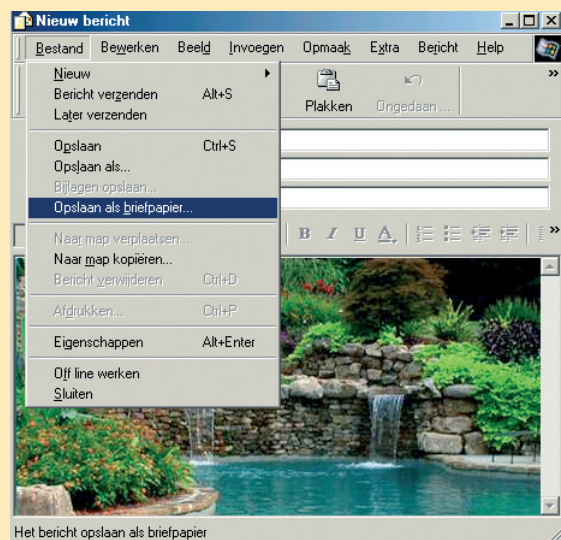 Nieuw bericht
Bestand Bewerken Beeld Invoegen Opmaak Extra Bericht Help
Nieuw
Bericht verzenden Alt+S
Later verzenden
Opslaan Ctrl+S
Opslaan als...
Bijlagen opslaan...
Opslaan als briefpapier...
Naar map verplaatsen...
Naar map kopiëren...
Bericht verwijderen Ctrl+D
Afdrukken... Ctrl+P
Eigenschappen Alt+Enter
Off line werken
Sluiten
Plakken Ongedaan ...
B I U A
Het bericht opslaan als briefpapier